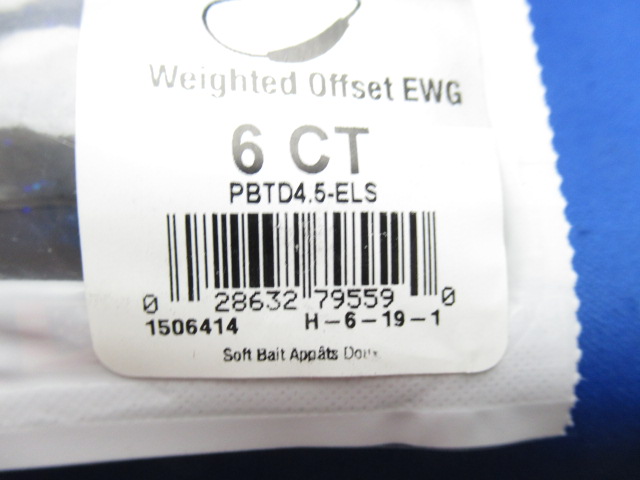 Weighted Offset EWG
6 CT
PBTD4.5-ELS
0 28632 79559 0
1506414 H-6-19-1
Soft Bait Appâts